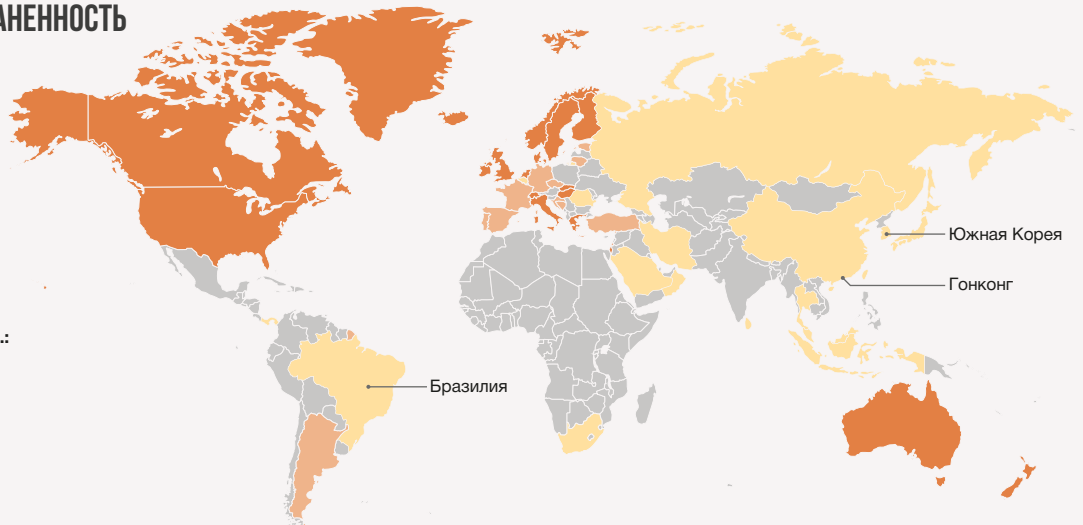 АНЕННОСТЬ
Южная Корея
Гонконг
.:
Бразилия